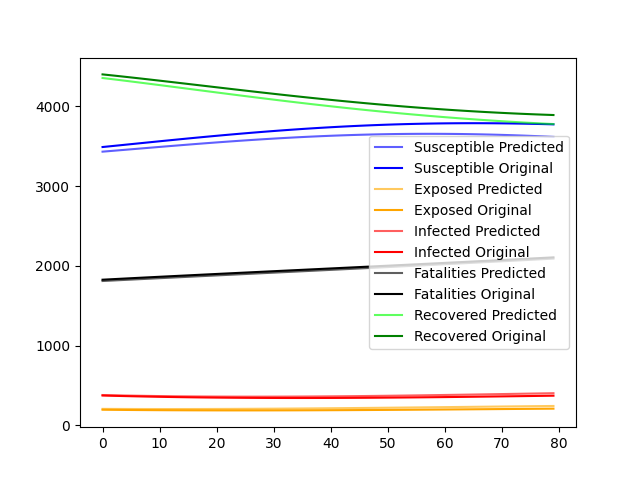 4000
3000
2000
1000
0
Susceptible Predicted
Susceptible Original
Exposed Predicted
Exposed Original
Infected Predicted
Infected Original
Fatalities Predicted
Fatalities Original
Recovered Predicted
Recovered Original
0 10 20 30 40 50 60 70 80